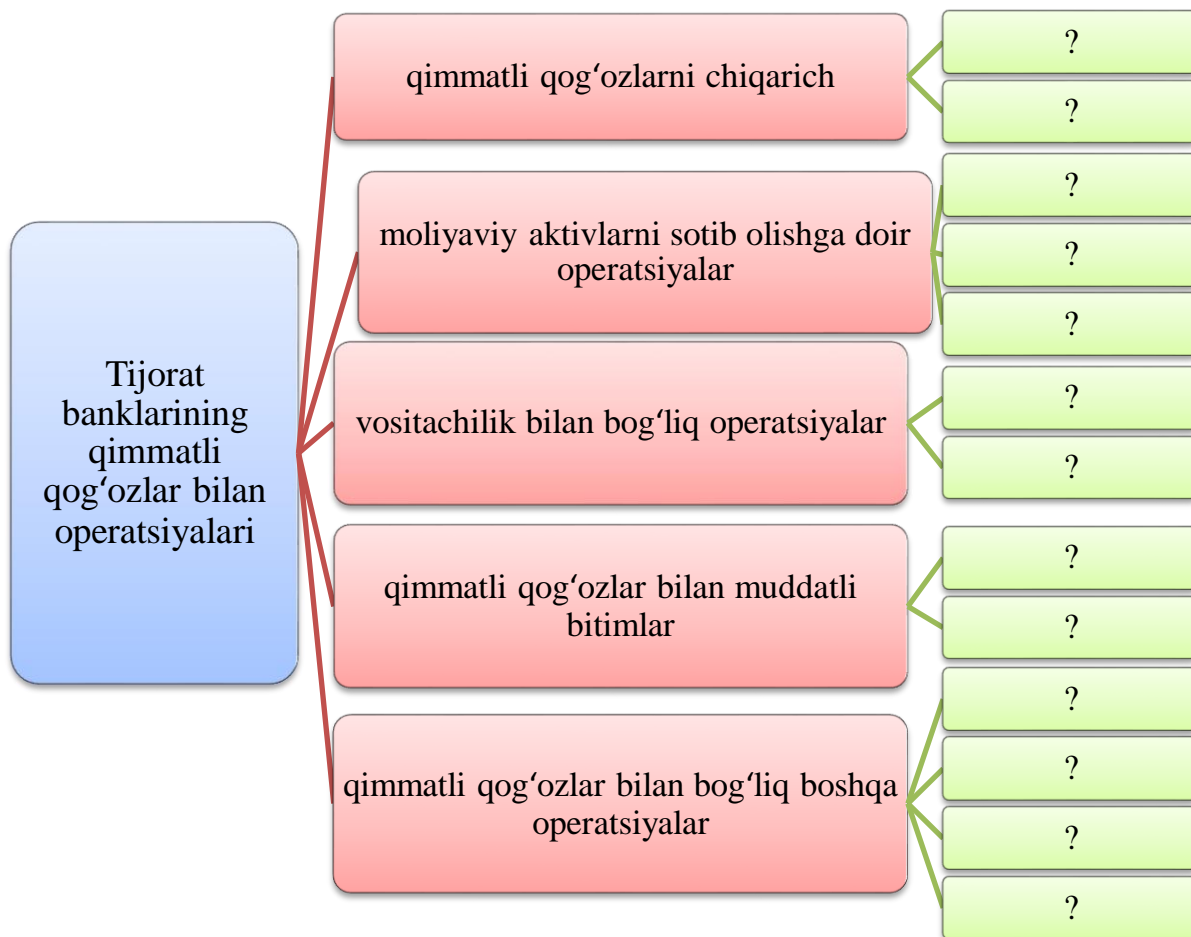 ?
qimmatli qog‘ozlarni chiqarich
?
?
moliyaviy aktivlarni sotib olishga doir
operatsiyalar
?
?
Tijorat
banklarining
qimmatli
qog‘ozlar bilan
operatsiyalari
vositachilik bilan bog‘liq operatsiyalar
?
?
qimmatli qog‘ozlar bilan muddatli
bitimlar
?
?
qimmatli qog‘ozlar bilan bog‘liq boshqa
operatsiyalar
?
?
?
?